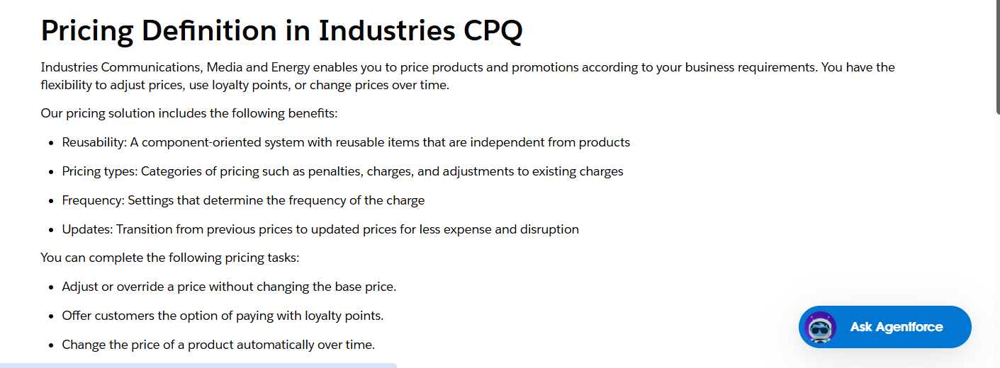 Pricing Definition in Industries CPQ
Industries Communications, Media and Energy enables you to price products and promotions according to your business requirements. You have the
flexibility to adjust prices, use loyalty points, or change prices over time.
Our pricing solution includes the following benefits:
• Reusability: A component-oriented system with reusable items that are independent from products
• Pricing types: Categories of pricing such as penalties, charges, and adjustments to existing charges
• Frequency: Settings that determine the frequency of the charge
• Updates: Transition from previous prices to updated prices for less expense and disruption
You can complete the following pricing tasks:
• Adjust or override a price without changing the base price.
• Offer customers the option of paying with loyalty points.
• Change the price of a product automatically over time.
Ask Agentforce